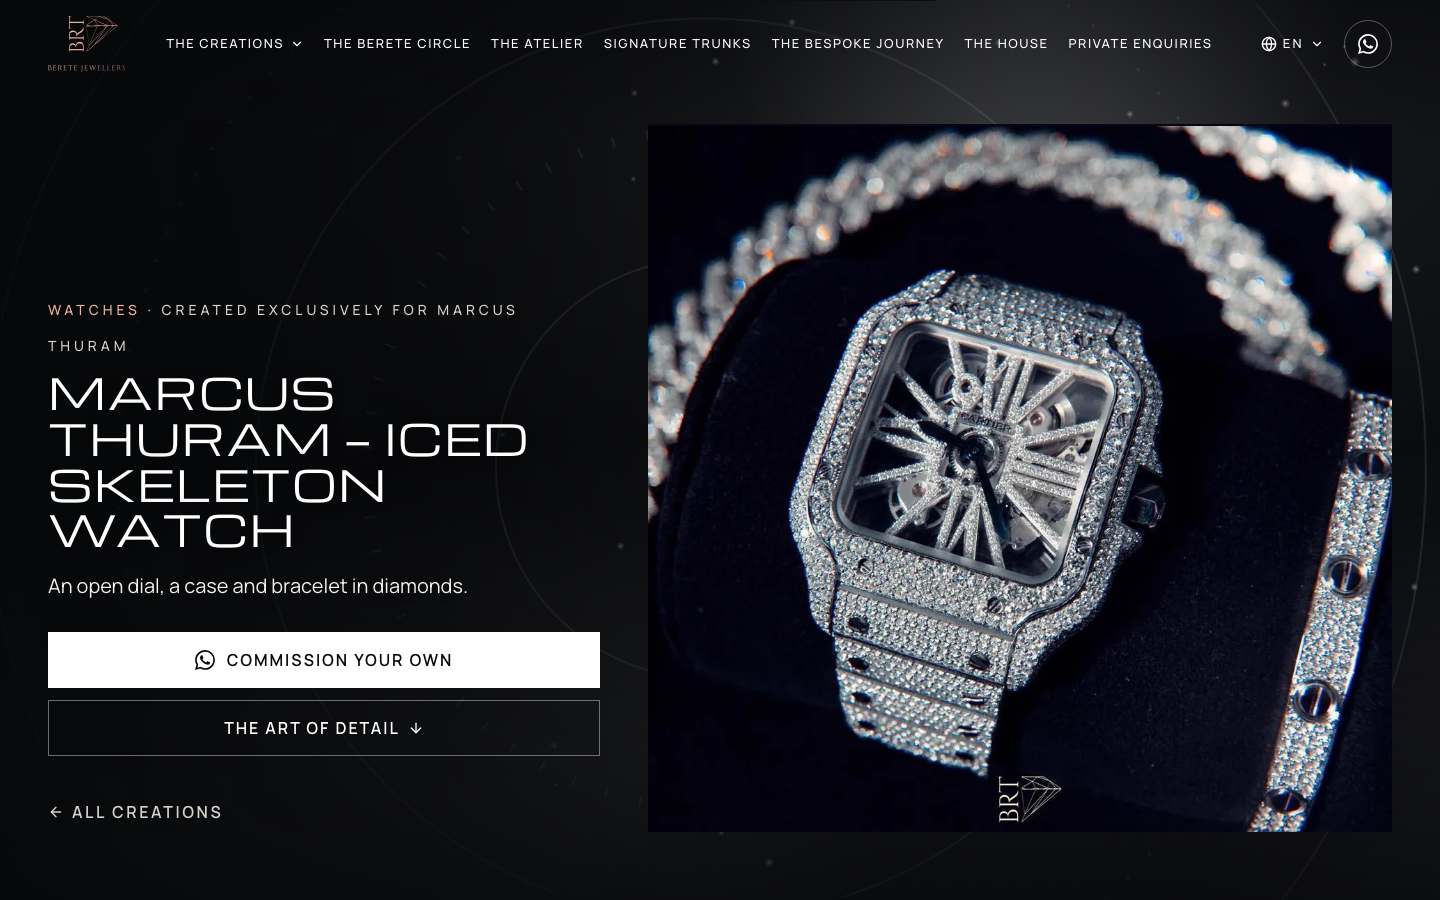 BRT
BERETE JEWELLERS
THE CREATIONS
THE BERETE CIRCLE
THE ATELIER
SIGNATURE TRUNKS
THE BESPOKE JOURNEY
THE HOUSE
PRIVATE ENQUIRIES
EN
WATCHES · CREATED EXCLUSIVELY FOR MARCUS
THURAM
MARCUS
THURAM – ICED
SKELETON
WATCH
An open dial, a case and bracelet in diamonds.
COMMISSION YOUR OWN
THE ART OF DETAIL ↓
← ALL CREATIONS
BRT